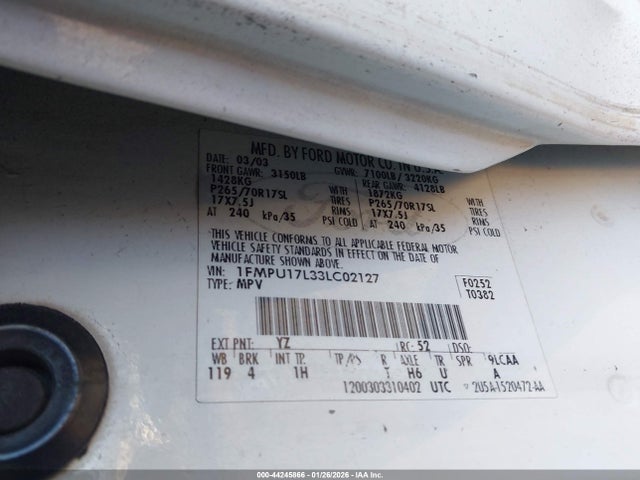 MFD. BY FORD MOTOR CO. IN U.S.A.
DATE: 03/03 GVWR: 7100LB / 3220KG
FRONT GAWR: 3150LB REAR GAWR: 4128LB
1428KG WITH 1872KG WITH
P265/70R17SL TIRES P265/70R17SL TIRES
17X7.5J RIMS 17X7.5J RIMS
AT 240 kPa/35 PSI COLD AT 240 kPa/35 PSI COLD
THIS VEHICLE CONFORMS TO ALL APPLICABLE FEDERAL MOTOR
VEHICLE SAFETY STANDARDS IN EFFECT ON THE DATE OF
MANUFACTURE SHOWN ABOVE.
VIN: 1FMPU17L33LC02127 F0252
TYPE: MPV T0382
EXT PNT: YZ RC: 52 DSO:
WB BRK INT TR TP/PS R AXLE TR SPR 9LCAA
119 4 1H T H6 U A
1200303310402 UTC 2U5A-1520472-AA
000-44245866 | 01/26/2026 | IAA Inc.